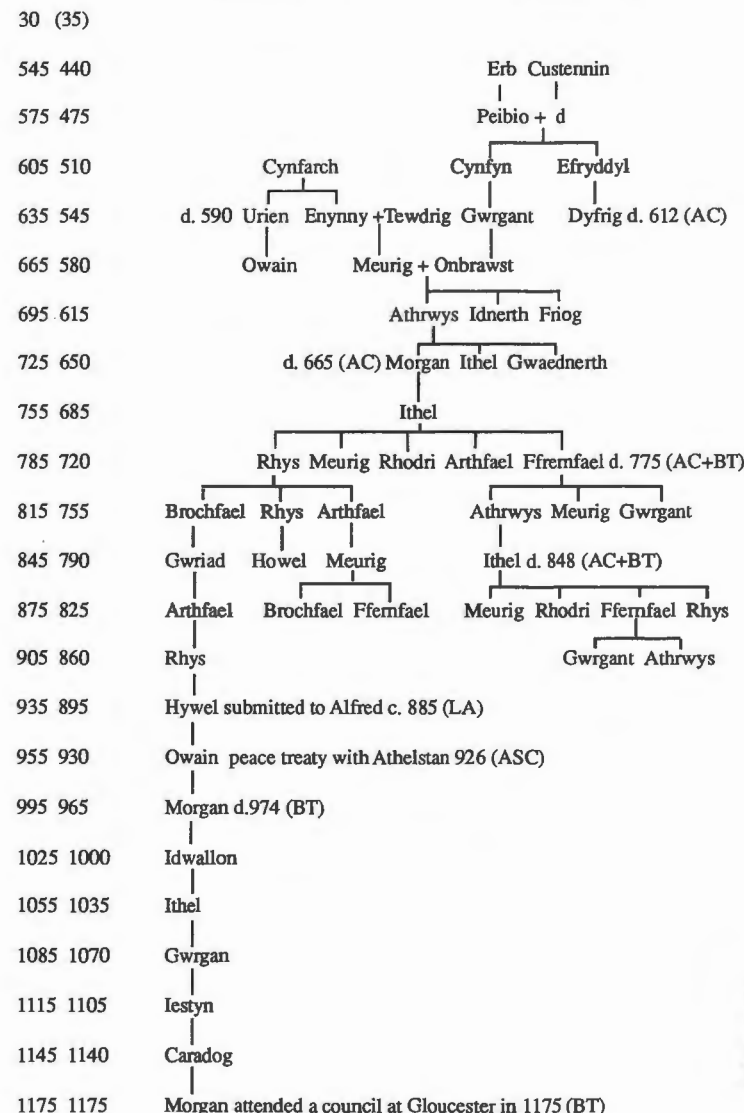 30 (35)
545 440 Erb Custennin
575 475 Peibio + d
605 510 Cynfarch Cynfyn Efryddyl
635 545 d. 590 Urien Enynny +Tewdrig Gwrgant Dyfrig d. 612 (AC)
665 580 Owain Meurig + Onbrawst
695 615 Athrwys Idnerth Friog
725 650 d. 665 (AC) Morgan Ithel Gwaednerth
755 685 Ithel
785 720 Rhys Meurig Rhodri Arthfael Ffremfael d. 775 (AC+BT)
815 755 Brochfael Rhys Arthfael Athrwys Meurig Gwrgant
845 790 Gwriad Howel Meurig Ithel d. 848 (AC+BT)
875 825 Arthfael Brochfael Ffernfael Meurig Rhodri Ffernfael Rhys
905 860 Rhys Gwrgant Athrwys
935 895 Hywel submitted to Alfred c. 885 (LA)
955 930 Owain peace treaty with Athelstan 926 (ASC)
995 965 Morgan d.974 (BT)
1025 1000 Idwallon
1055 1035 Ithel
1085 1070 Gwrgan
1115 1105 Iestyn
1145 1140 Caradog
1175 1175 Morgan attended a council at Gloucester in 1175 (BT)